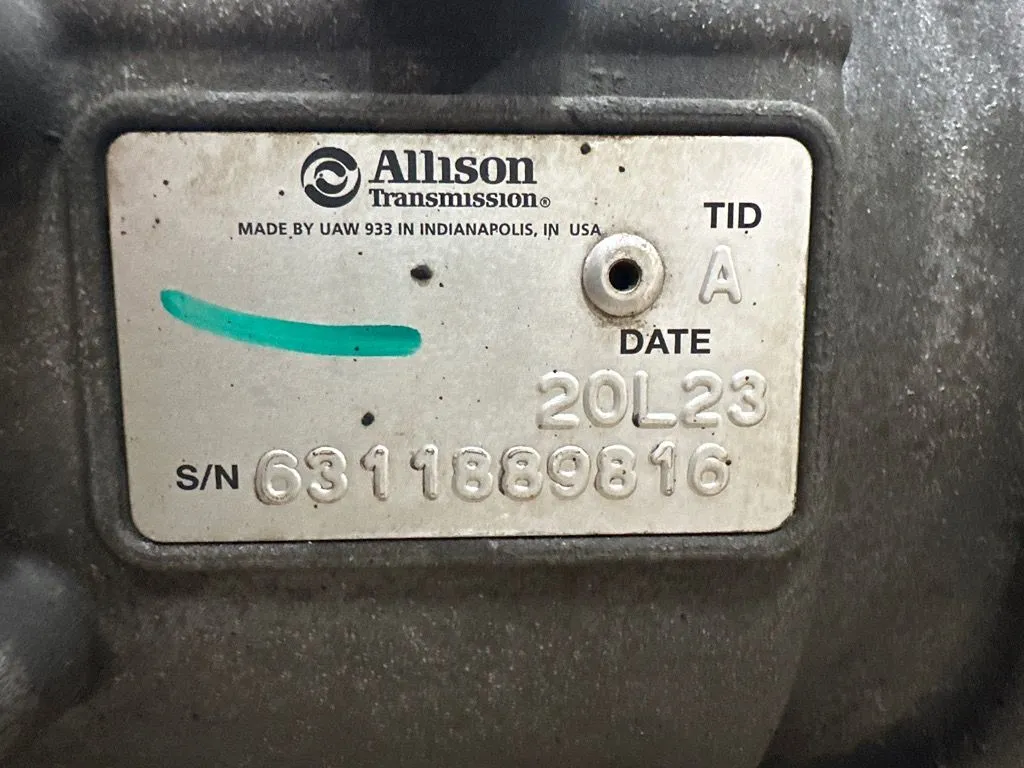 Allison
Transmission®
MADE BY UAW 933 IN INDIANAPOLIS, IN USA
TID
A
DATE
20L23
S/N 6311889816